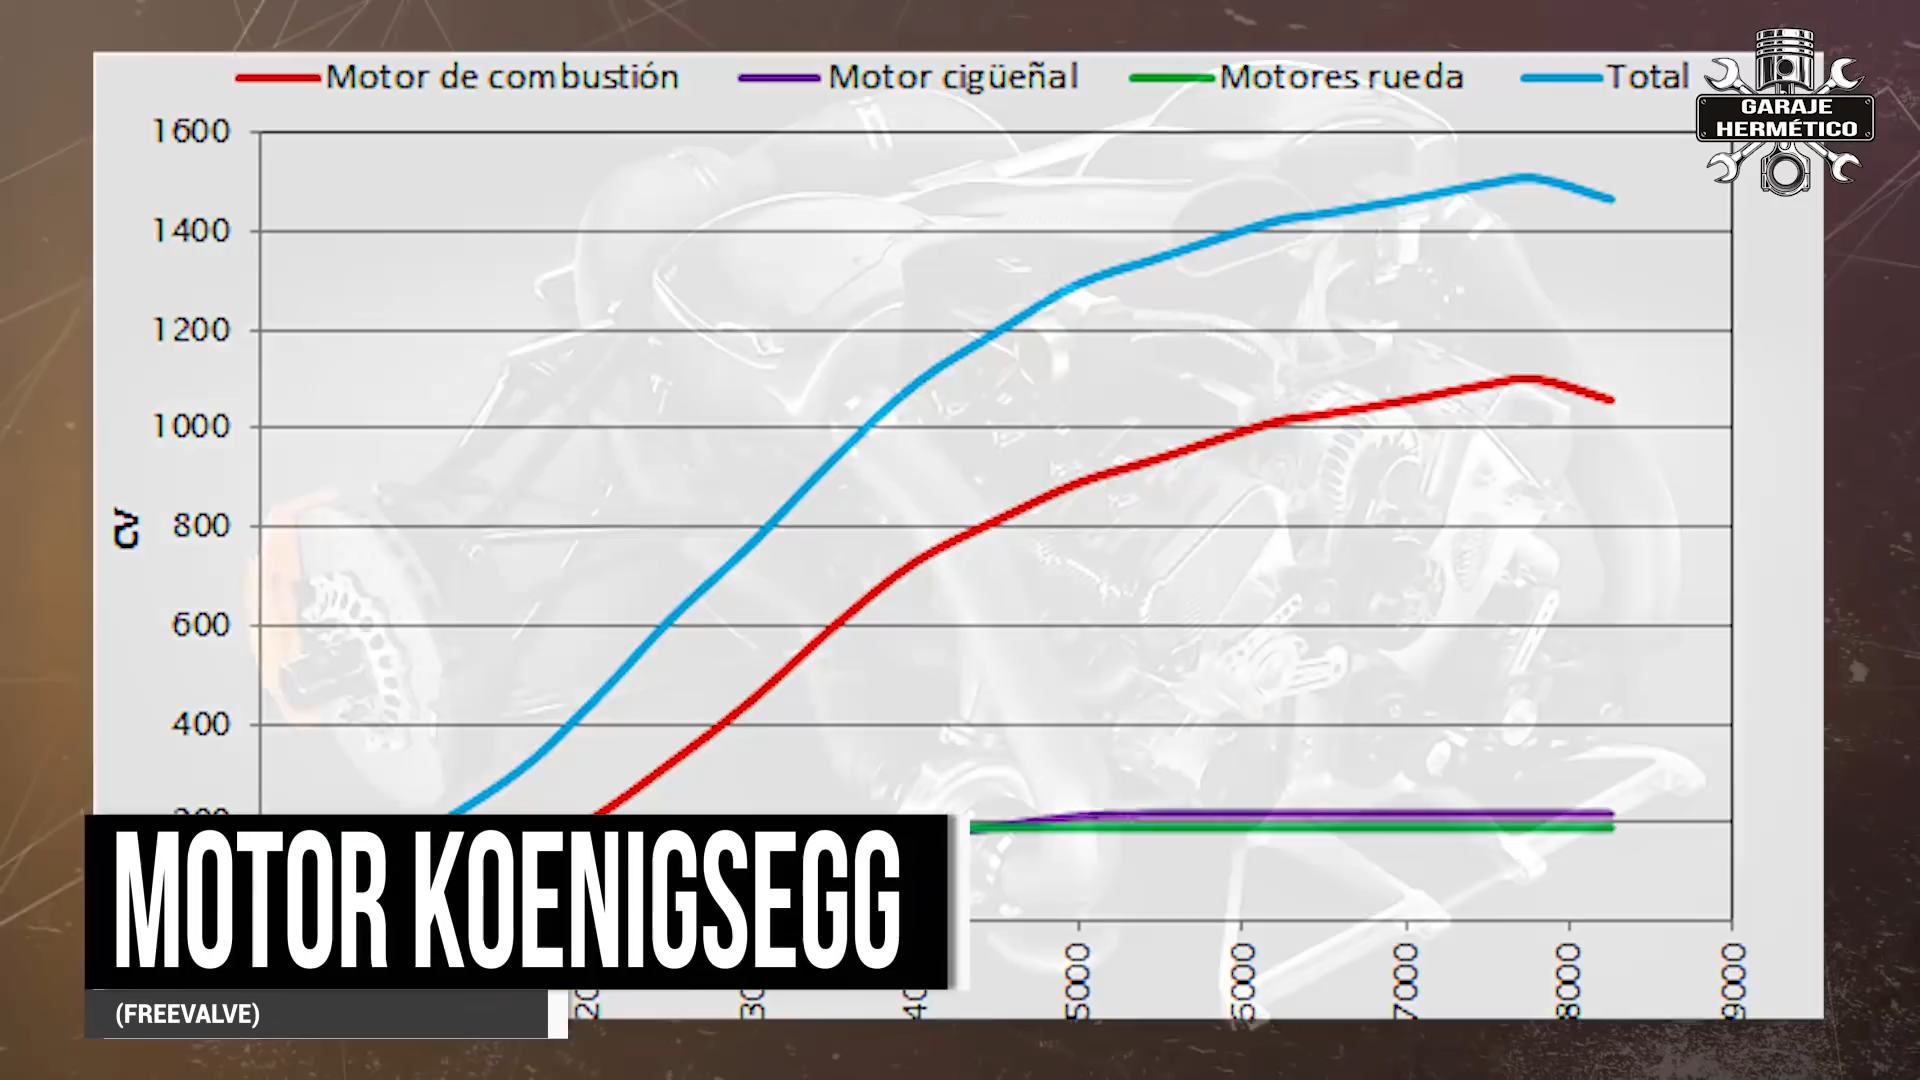 Motor de combustión Motor cigüeñal Motores rueda Total
GARAJE
HERMÉTICO
1600
1400
1200
1000
CV
800
600
400
MOTOR KOENIGSEGG
(FREEVALVE)
5000
6000
7000
8000
9000